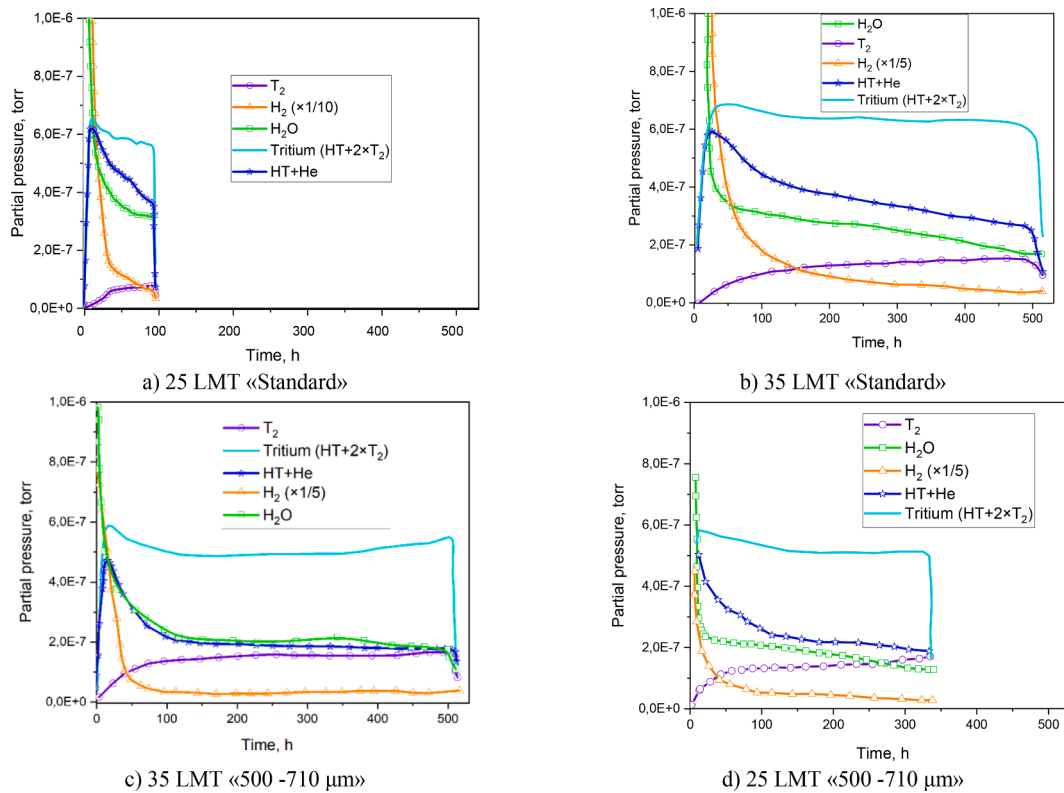 1,0E-6
8,0E-7
6,0E-7
4,0E-7
2,0E-7
0,0E+0
Partial pressure, torr
T₂
H₂ (×1/10)
H₂O
Tritium (HT+2×T₂)
HT+He
0 100 200 300 400 500
Time, h
a) 25 LMT «Standard»
1,0E-6
8,0E-7
6,0E-7
4,0E-7
2,0E-7
0,0E+0
Partial pressure, torr
H₂O
T₂
H₂ (×1/5)
HT+He
Tritium (HT+2×T₂)
0 100 200 300 400 500
Time, h
b) 35 LMT «Standard»
1,0E-6
8,0E-7
6,0E-7
4,0E-7
2,0E-7
0,0E+0
Partial pressure, torr
T₂
Tritium (HT+2×T₂)
HT+He
H₂ (×1/5)
H₂O
0 100 200 300 400 500
Time, h
c) 35 LMT «500 -710 µm»
1,0E-6
8,0E-7
6,0E-7
4,0E-7
2,0E-7
0,0E+0
Partial pressure, torr
T₂
H₂O
H₂ (×1/5)
HT+He
Tritium (HT+2×T₂)
0 100 200 300 400 500
Time, h
d) 25 LMT «500 -710 µm»